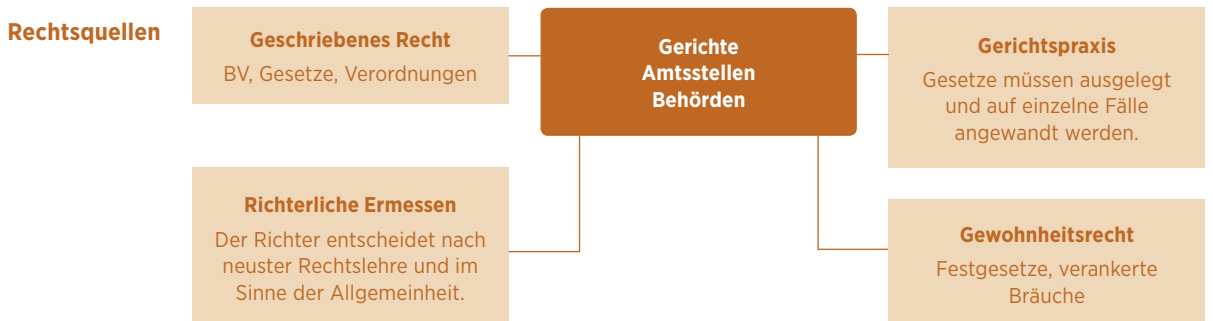 Rechtsquellen
Geschriebenes Recht
BV, Gesetze, Verordnungen
Gerichte
Amtsstellen
Behörden
Gerichtspraxis
Gesetze müssen ausgelegt
und auf einzelne Fälle
angewandt werden.
Richterliche Ermessen
Der Richter entscheidet nach
neuster Rechtslehre und im
Sinne der Allgemeinheit.
Gewohnheitsrecht
Festgesetze, verankerte
Bräuche